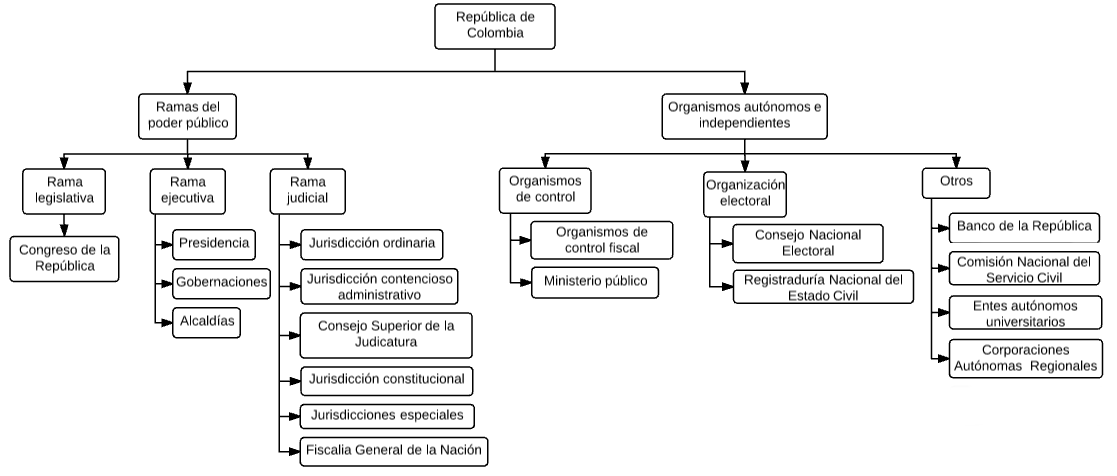 República de
Colombia
Ramas del
poder público
Organismos autónomos e
independientes
Rama
legislativa
Rama
ejecutiva
Rama
judicial
Organismos
de control
Organización
electoral
Otros
Congreso de la
República
Presidencia
Gobernaciones
Alcaldías
Jurisdicción ordinaria
Jurisdicción contencioso
administrativo
Consejo Superior de la
Judicatura
Jurisdicción constitucional
Jurisdicciones especiales
Fiscalia General de la Nación
Organismos de
control fiscal
Ministerio público
Consejo Nacional
Electoral
Registraduría Nacional del
Estado Civil
Banco de la República
Comisión Nacional del
Servicio Civil
Entes autónomos
universitarios
Corporaciones
Autónomas Regionales